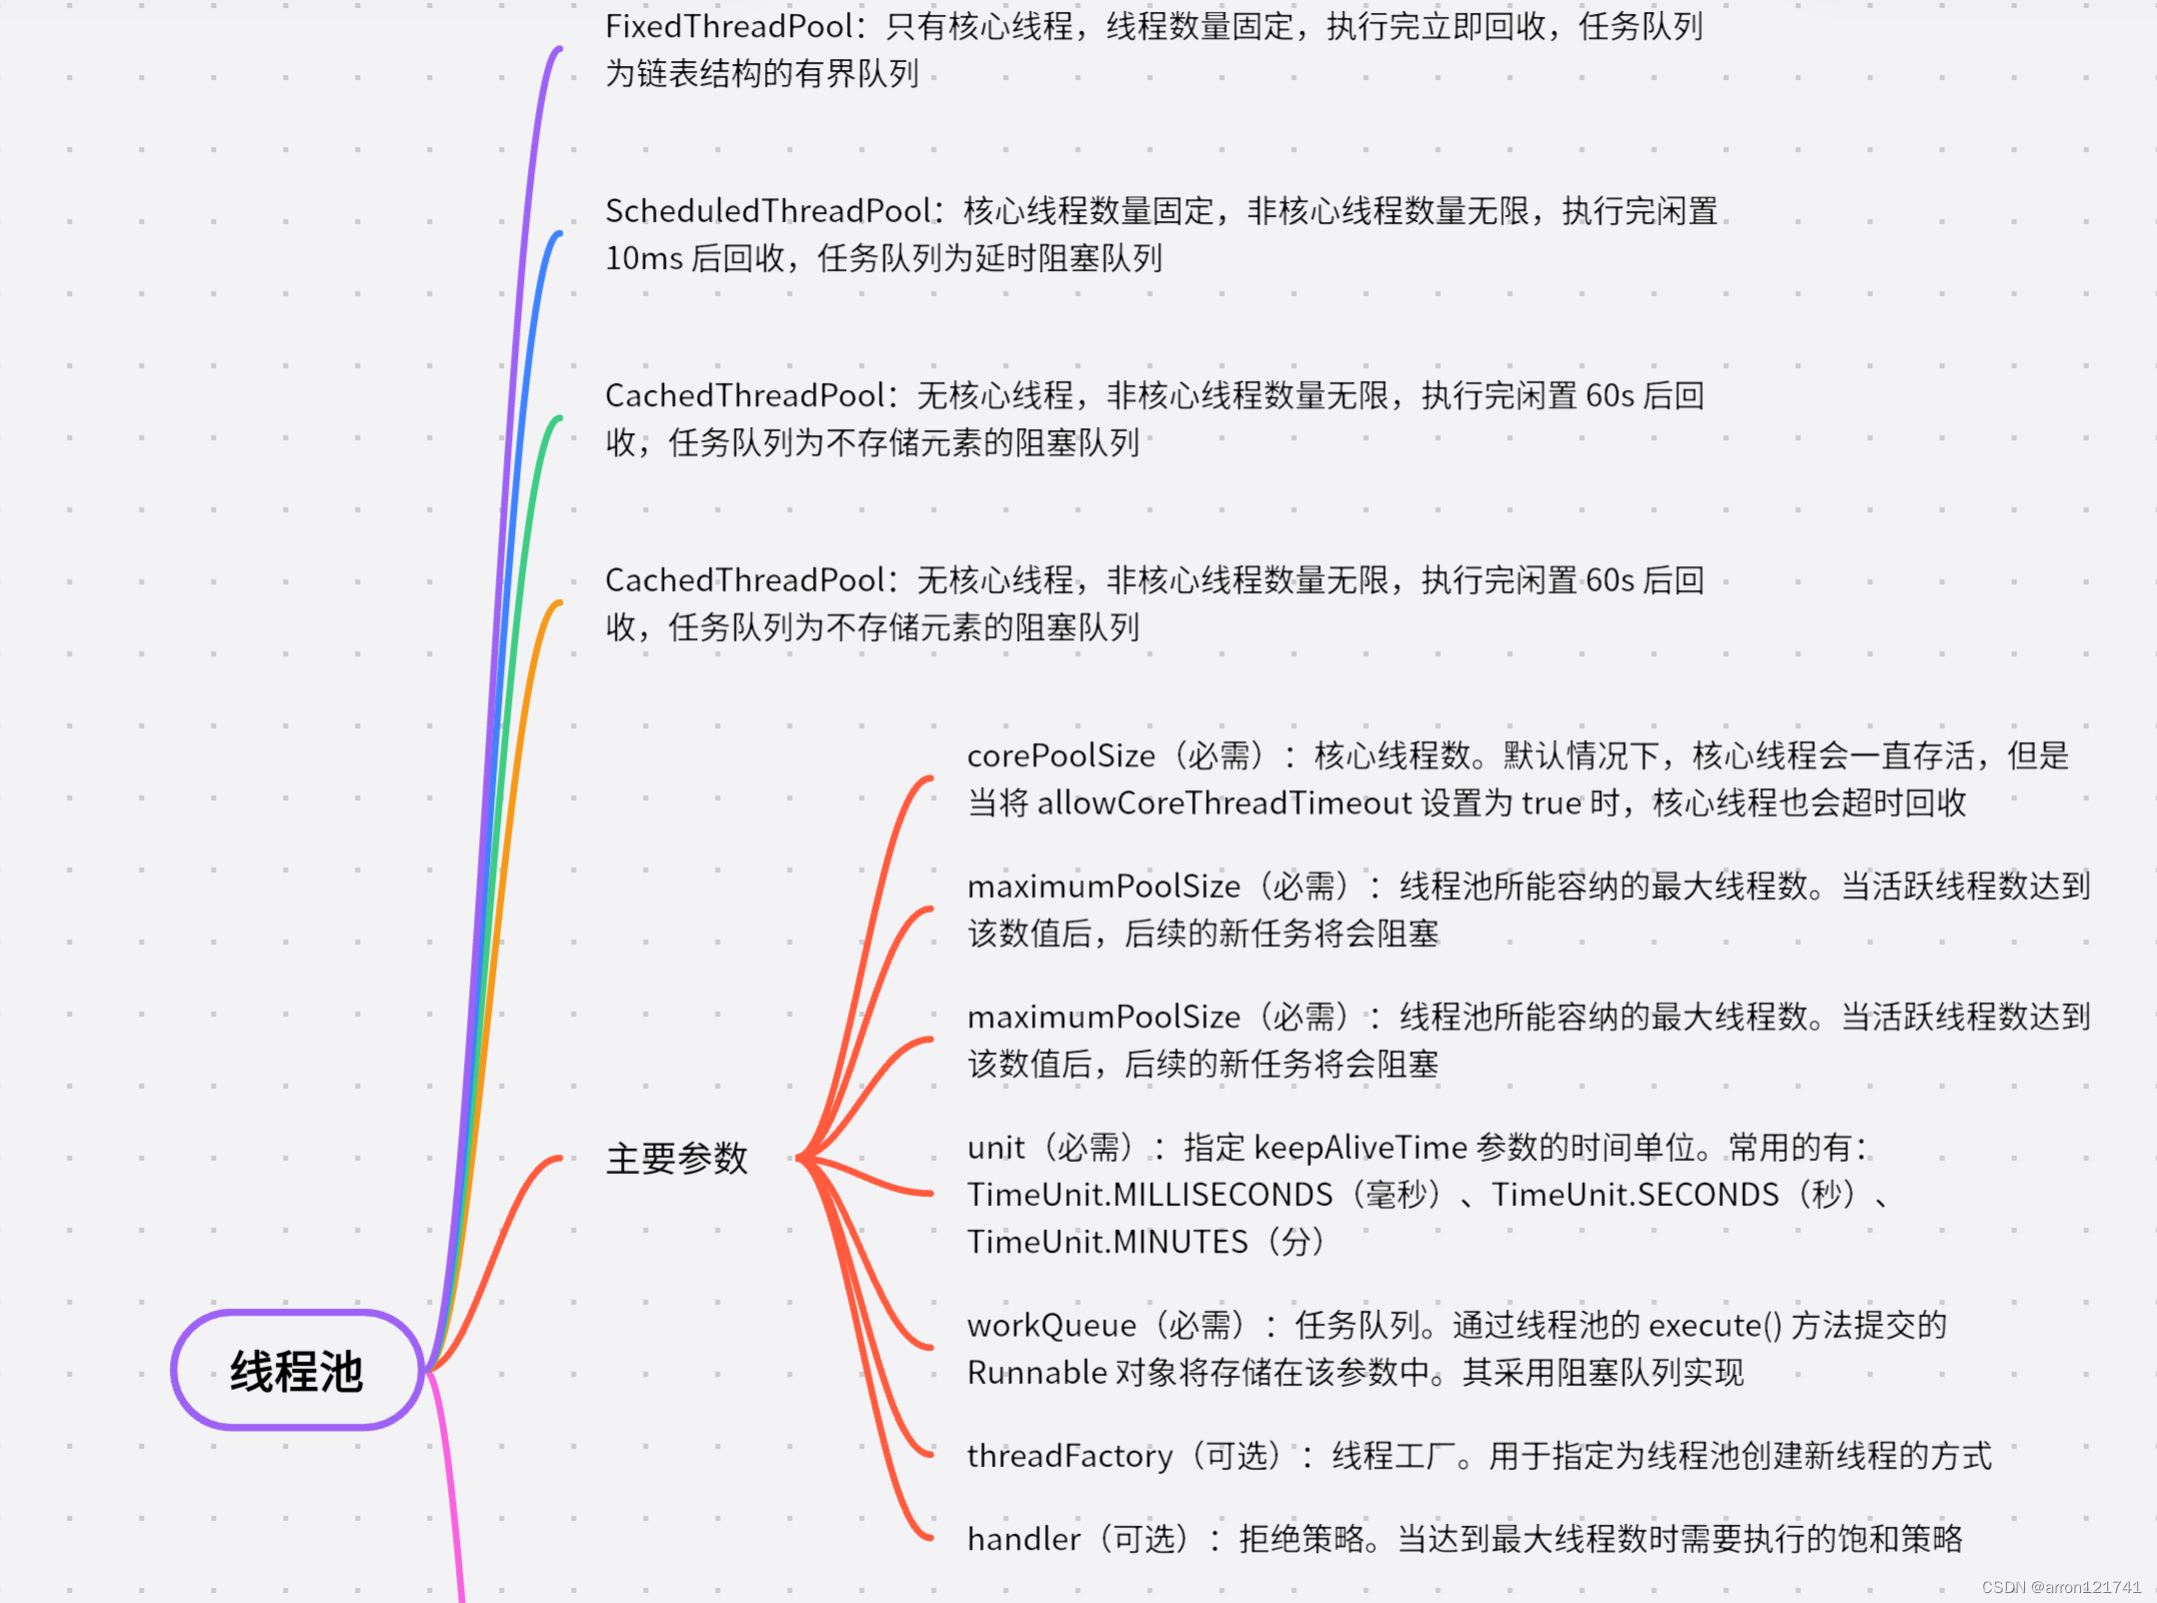 FixedThreadPool：只有核心线程，线程数量固定，执行完立即回收，任务队列
为链表结构的有界队列
ScheduledThreadPool：核心线程数量固定，非核心线程数量无限，执行完闲置
10ms 后回收，任务队列为延时阻塞队列
CachedThreadPool：无核心线程，非核心线程数量无限，执行完闲置 60s 后回
收，任务队列为不存储元素的阻塞队列
CachedThreadPool：无核心线程，非核心线程数量无限，执行完闲置 60s 后回
收，任务队列为不存储元素的阻塞队列
corePoolSize（必需）：核心线程数。默认情况下，核心线程会一直存活，但是
当将 allowCoreThreadTimeout 设置为 true 时，核心线程也会超时回收
maximumPoolSize（必需）：线程池所能容纳的最大线程数。当活跃线程数达到
该数值后，后续的新任务将会阻塞
maximumPoolSize（必需）：线程池所能容纳的最大线程数。当活跃线程数达到
该数值后，后续的新任务将会阻塞
主要参数
unit（必需）：指定 keepAliveTime 参数的时间单位。常用的有：
TimeUnit.MILLISECONDS（毫秒）、TimeUnit.SECONDS（秒）、
TimeUnit.MINUTES（分）
线程池
workQueue（必需）：任务队列。通过线程池的 execute() 方法提交的
Runnable 对象将存储在该参数中。其采用阻塞队列实现
threadFactory（可选）：线程工厂。用于指定为线程池创建新线程的方式
handler（可选）：拒绝策略。当达到最大线程数时需要执行的饱和策略
CSDN @arron121741